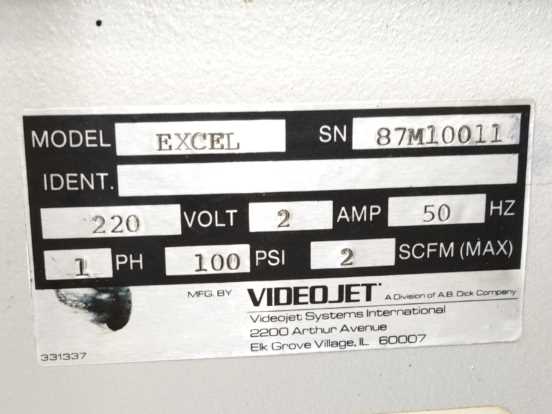 MODEL EXCEL SN 87M10011
IDENT.
220 VOLT 2 AMP 50 HZ
1 PH 100 PSI 2 SCFM (MAX)
MFG. BY VIDEOJET A Division of A.B. Dick Company
Videojet Systems International
2200 Arthur Avenue
Elk Grove Village, IL 60007
331337